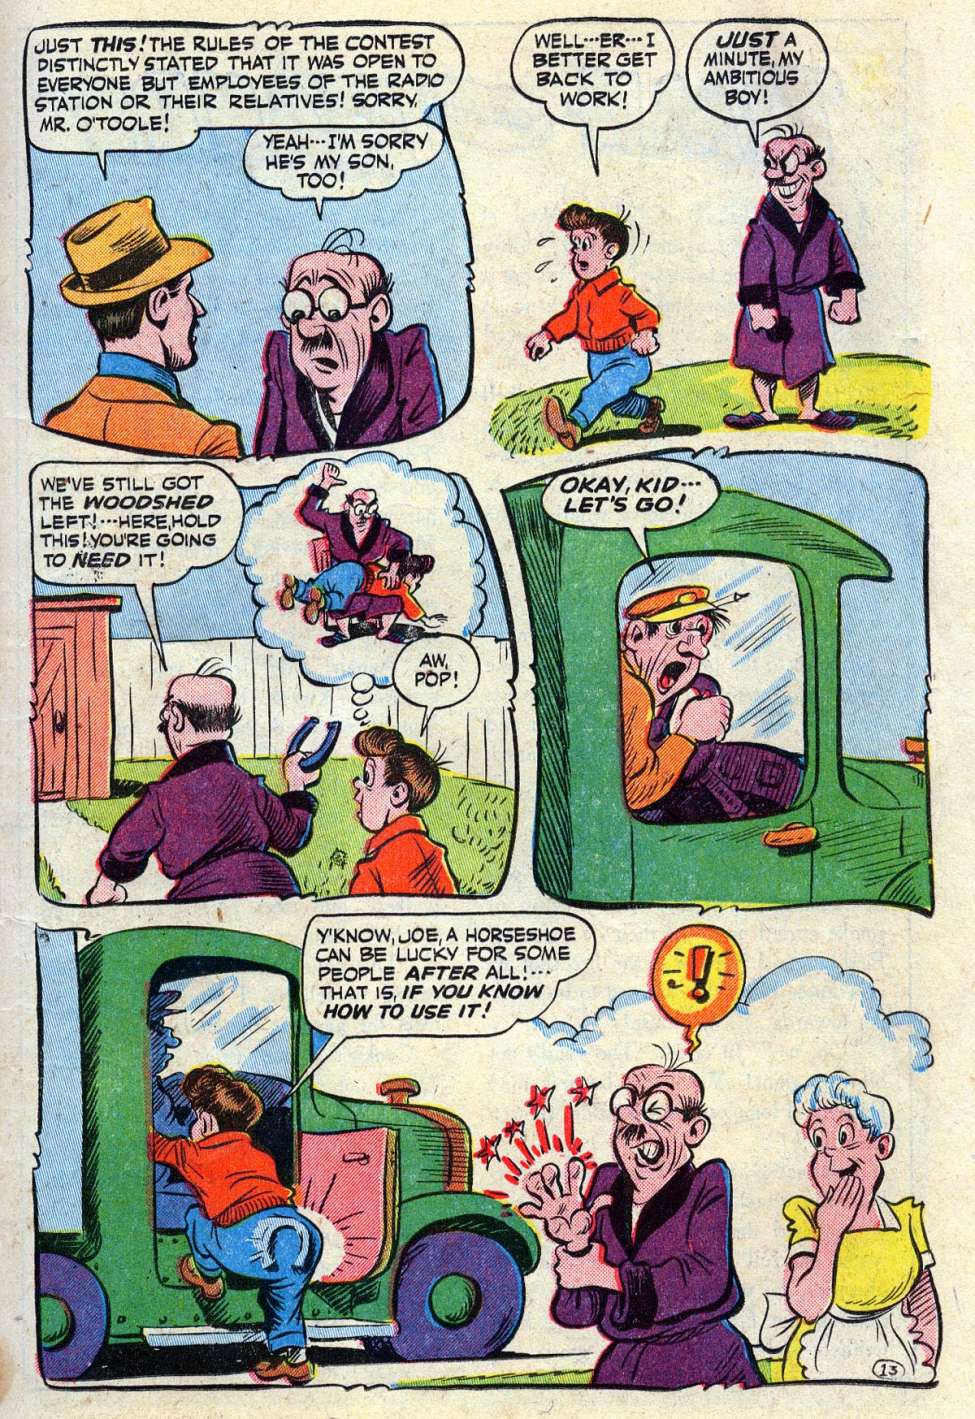 JUST THIS! THE RULES OF THE CONTEST
DISTINCTLY STATED THAT IT WAS OPEN TO
EVERYONE BUT EMPLOYEES OF THE RADIO
STATION OR THEIR RELATIVES! SORRY,
MR. O'TOOLE!
YEAH---I'M SORRY
HE'S MY SON,
TOO!
WELL---ER---I
BETTER GET
BACK TO
WORK!
JUST A
MINUTE, MY
AMBITIOUS
BOY!
WE'VE STILL GOT
THE WOODSHED
LEFT!---HERE, HOLD
THIS! YOU'RE GOING
TO NEED IT!
AW,
POP!
OKAY, KID---
LET'S GO!
Y'KNOW, JOE, A HORSESHOE
CAN BE LUCKY FOR SOME
PEOPLE AFTER ALL!---
THAT IS, IF YOU KNOW
HOW TO USE IT!
!
13